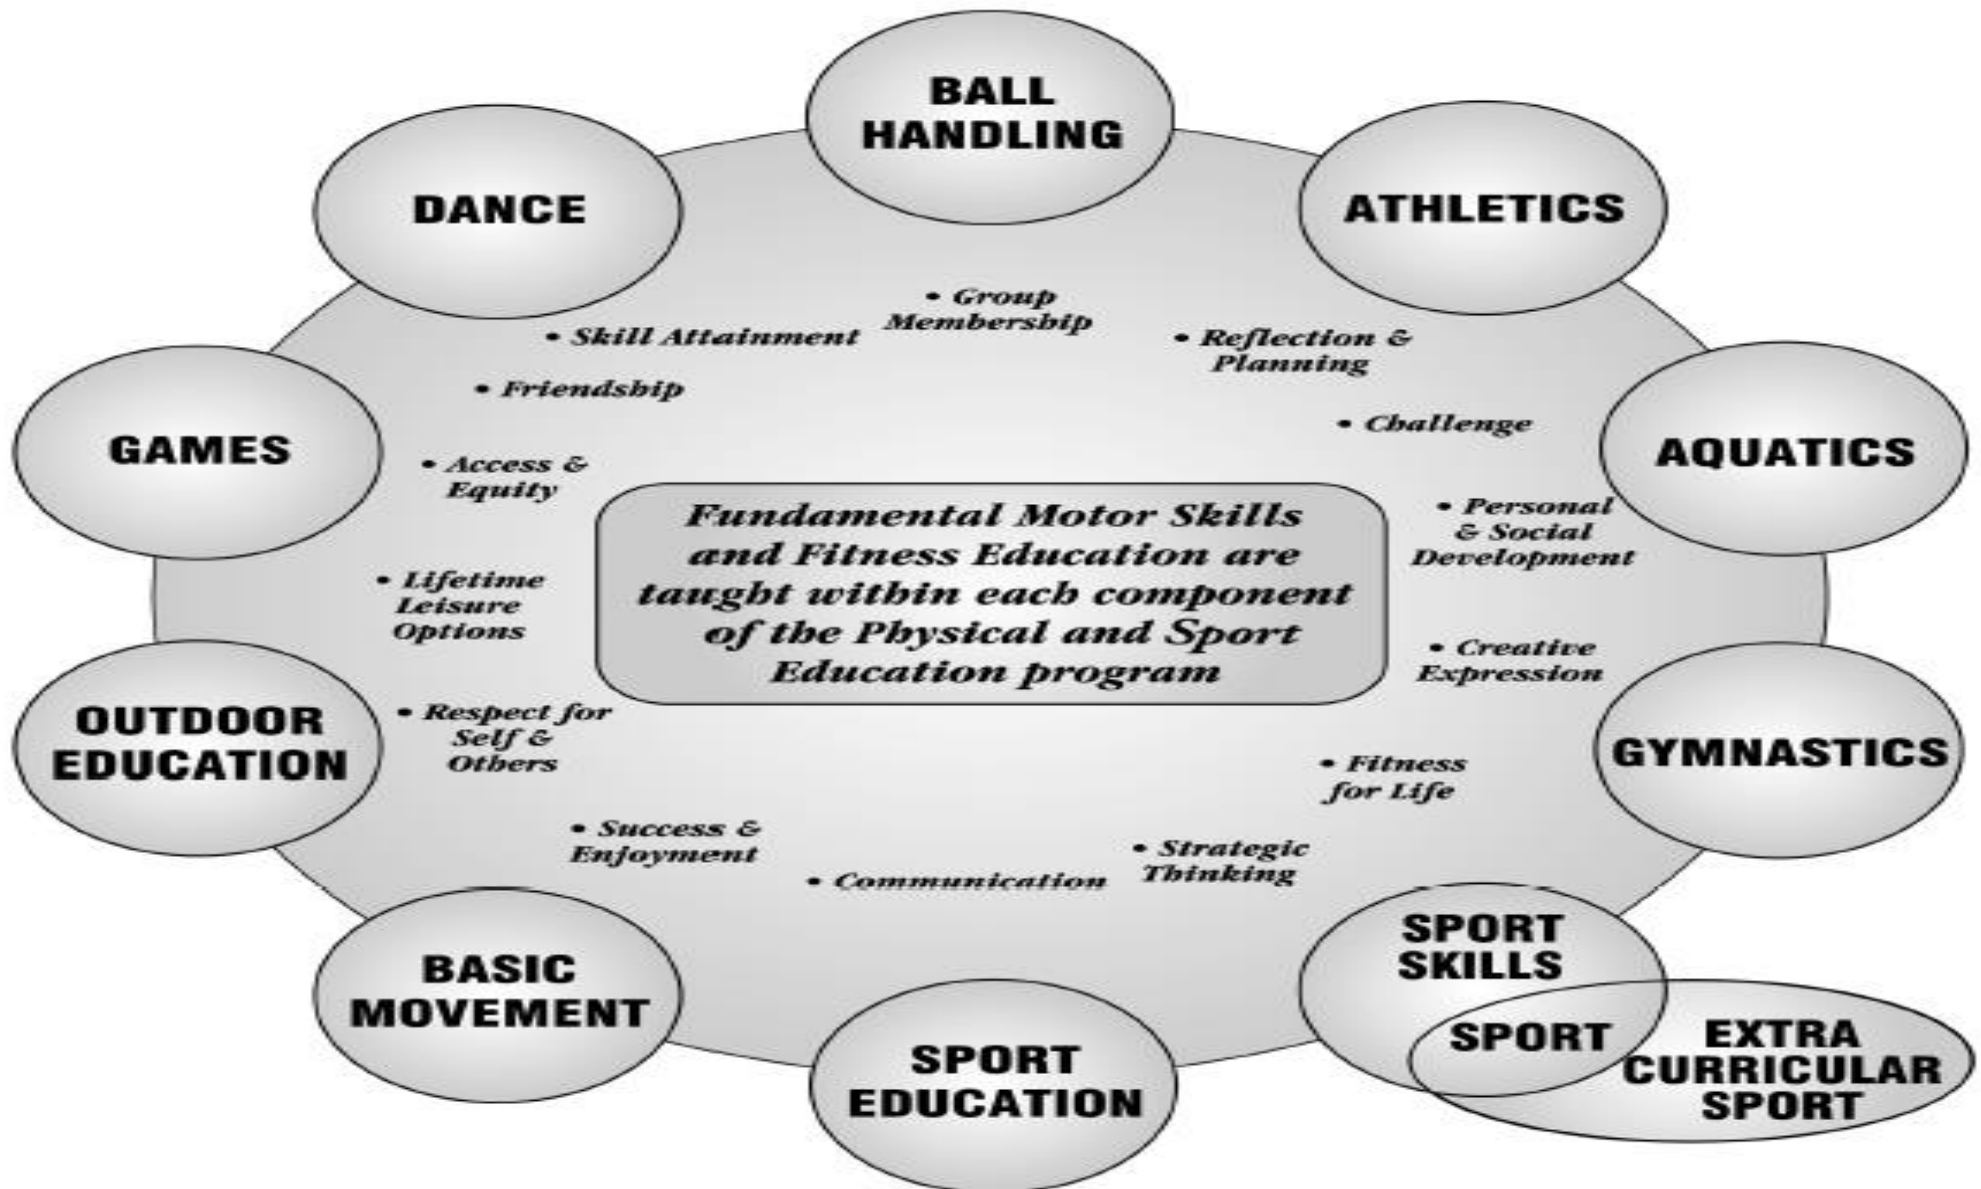 BALL
HANDLING
DANCE
ATHLETICS
• Group
Membership
• Skill Attainment
• Reflection &
Planning
• Friendship
• Challenge
GAMES
AQUATICS
• Access &
Equity
• Personal
& Social
Development
Fundamental Motor Skills
and Fitness Education are
taught within each component
of the Physical and Sport
Education program
• Lifetime
Leisure
Options
• Creative
Expression
OUTDOOR
EDUCATION
• Respect for
Self &
Others
GYMNASTICS
• Fitness
for Life
• Success &
Enjoyment
• Communication
• Strategic
Thinking
BASIC
MOVEMENT
SPORT
EDUCATION
SPORT
SKILLS
SPORT
EXTRA
CURRICULAR
SPORT